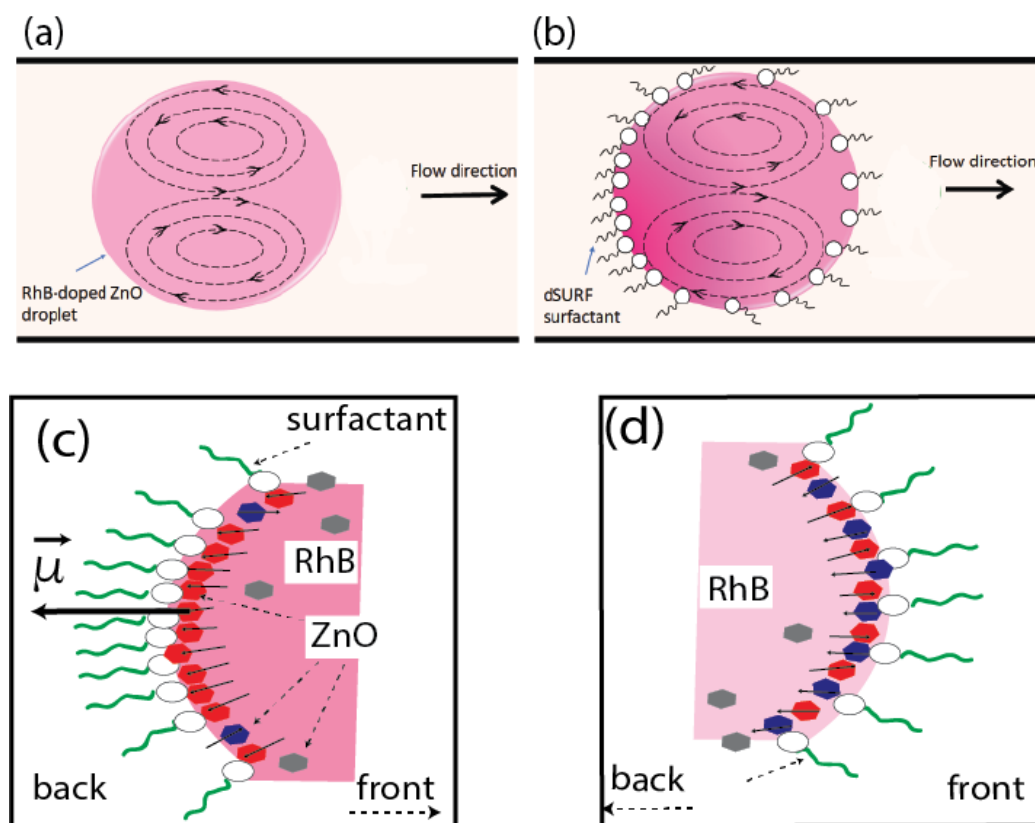 (a)
Flow direction
RhB-doped ZnO
droplet
(b)
Flow direction
dSURF
surfactant
(c)
surfactant
μ
RhB
ZnO
back
front
(d)
RhB
back
front